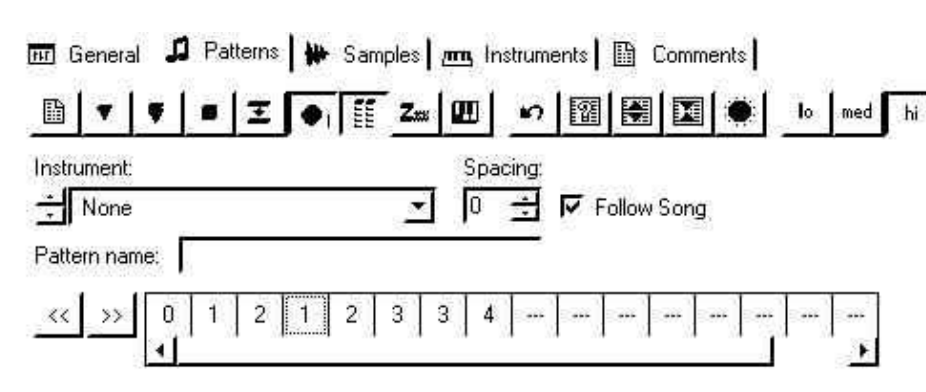 General Patterns Samples Instruments Comments
Zxx lo med hi
Instrument: Spacing:
None 0 Follow Song
Pattern name:
<< >> 0 1 2 1 2 3 3 4 --- --- --- --- --- --- --- ---